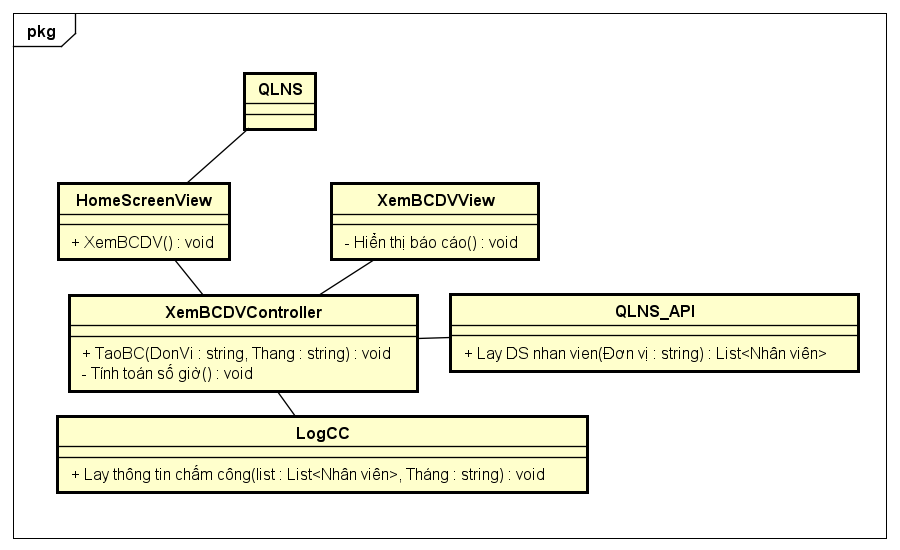 pkg
QLNS
HomeScreenView
+ XemBCDV() : void
XemBCDVView
- Hiển thị báo cáo() : void
XemBCDVController
+ TaoBC(DonVi : string, Thang : string) : void
- Tính toán số giờ() : void
QLNS_API
+ Lay DS nhan vien(Đơn vị : string) : List<Nhân viên>
LogCC
+ Lay thông tin chấm công(list : List<Nhân viên>, Tháng : string) : void